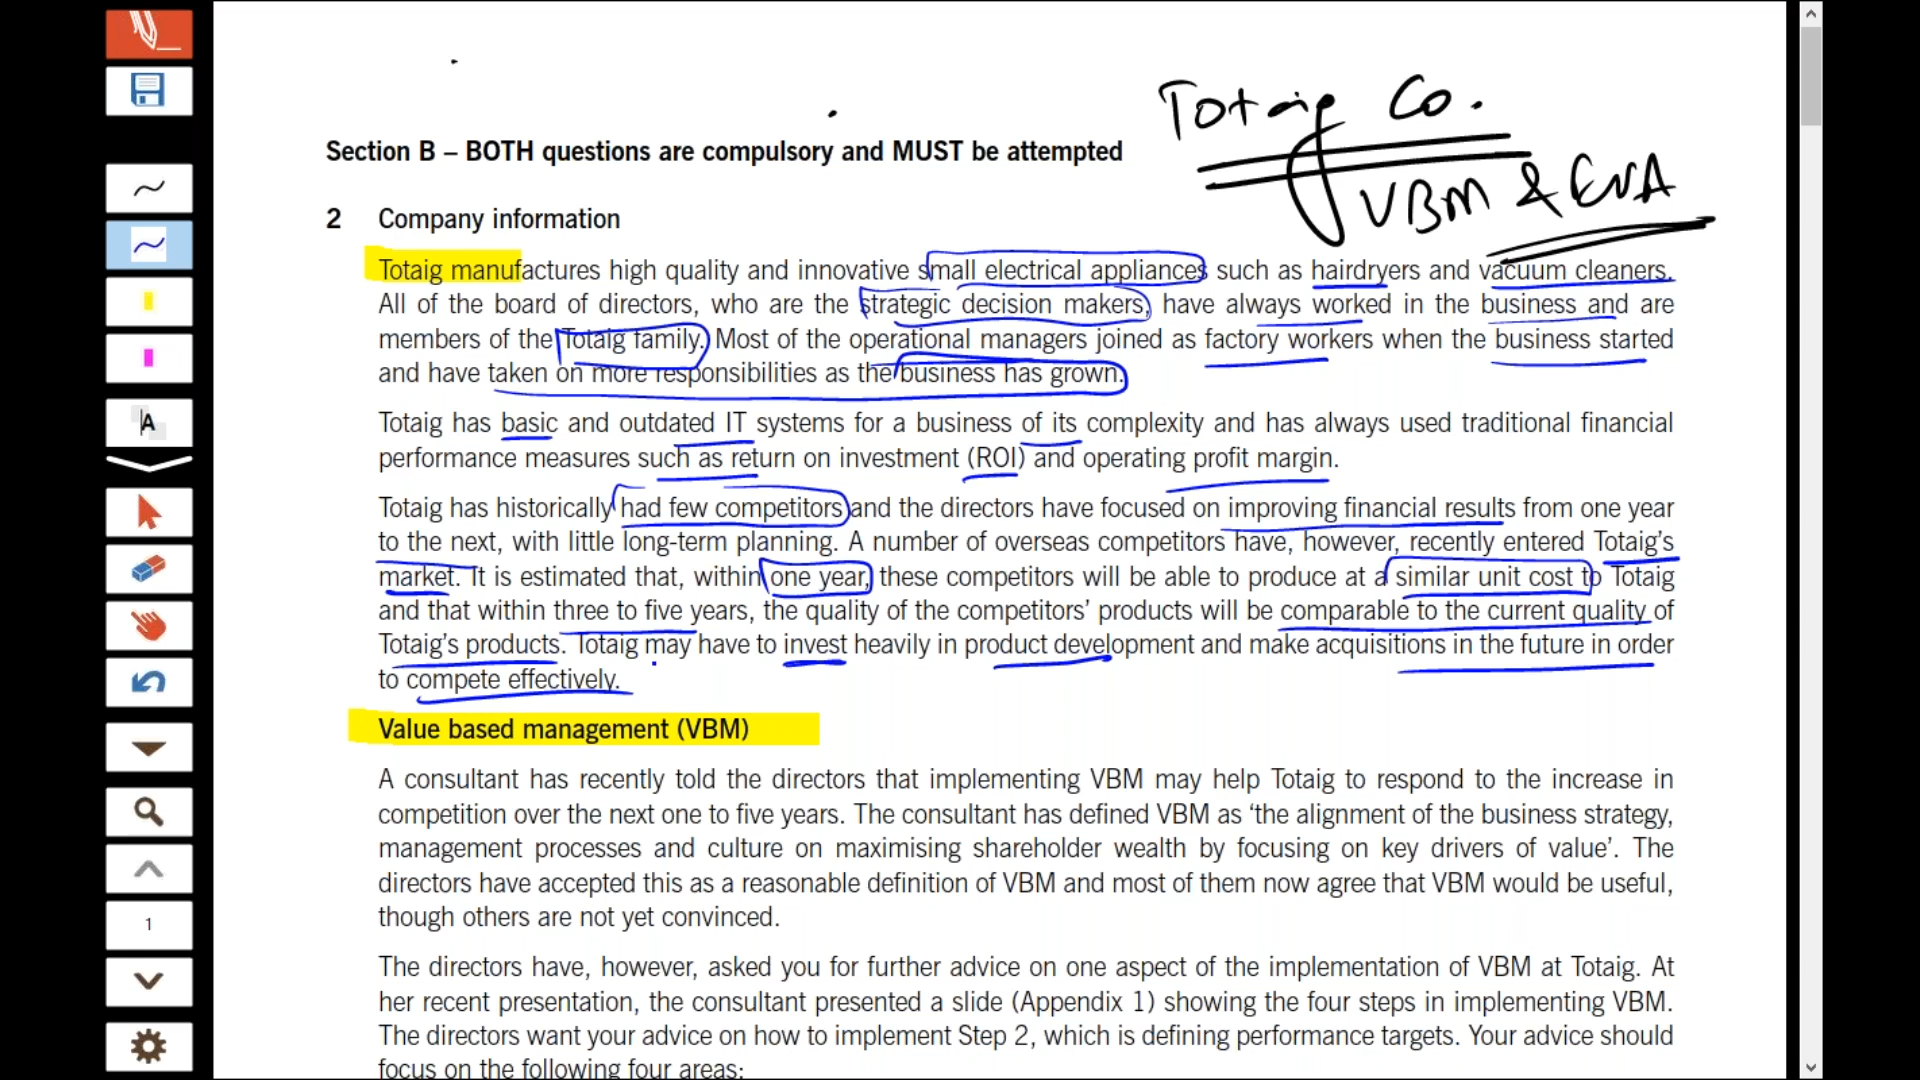 Totaig Co.
VBM & EVA
Section B – BOTH questions are compulsory and MUST be attempted
2 Company information
Totaig manufactures high quality and innovative small electrical appliances such as hairdryers and vacuum cleaners.
All of the board of directors, who are the strategic decision makers, have always worked in the business and are
members of the Totaig family. Most of the operational managers joined as factory workers when the business started
and have taken on more responsibilities as the business has grown.
Totaig has basic and outdated IT systems for a business of its complexity and has always used traditional financial
performance measures such as return on investment (ROI) and operating profit margin.
Totaig has historically had few competitors and the directors have focused on improving financial results from one year
to the next, with little long-term planning. A number of overseas competitors have, however, recently entered Totaig's
market. It is estimated that, within one year, these competitors will be able to produce at a similar unit cost to Totaig
and that within three to five years, the quality of the competitors' products will be comparable to the current quality of
Totaig's products. Totaig may have to invest heavily in product development and make acquisitions in the future in order
to compete effectively.
Value based management (VBM)
A consultant has recently told the directors that implementing VBM may help Totaig to respond to the increase in
competition over the next one to five years. The consultant has defined VBM as 'the alignment of the business strategy,
management processes and culture on maximising shareholder wealth by focusing on key drivers of value'. The
directors have accepted this as a reasonable definition of VBM and most of them now agree that VBM would be useful,
though others are not yet convinced.
The directors have, however, asked you for further advice on one aspect of the implementation of VBM at Totaig. At
her recent presentation, the consultant presented a slide (Appendix 1) showing the four steps in implementing VBM.
The directors want your advice on how to implement Step 2, which is defining performance targets. Your advice should
focus on the following four areas:
A
1